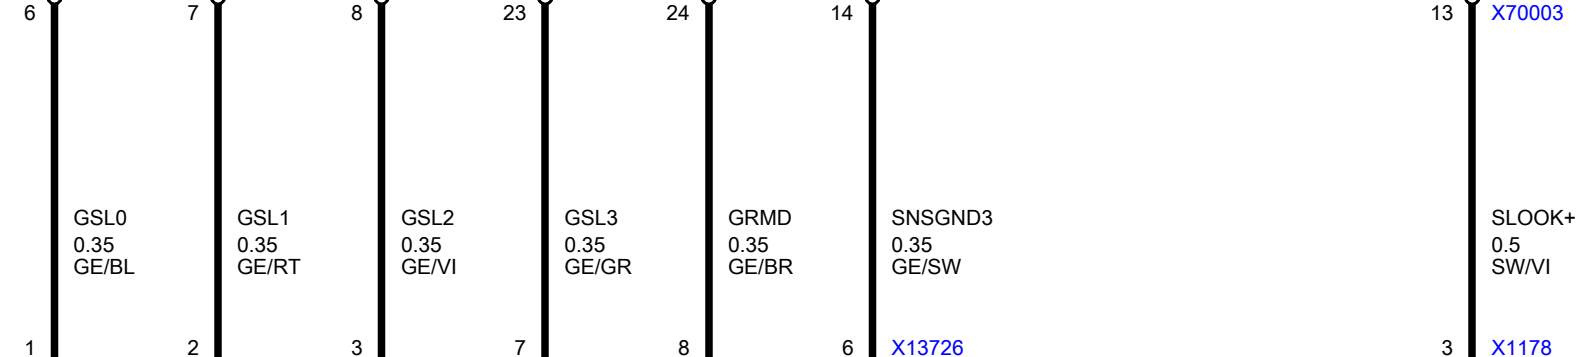 6 7 8 23 24 14 13 X70003
GSL0 GSL1 GSL2 GSL3 GRMD SNSGND3 SLOOK+
0.35 0.35 0.35 0.35 0.35 0.35 0.5
GE/BL GE/RT GE/VI GE/GR GE/BR GE/SW SW/VI
1 2 3 7 8 6 X13726 3 X1178